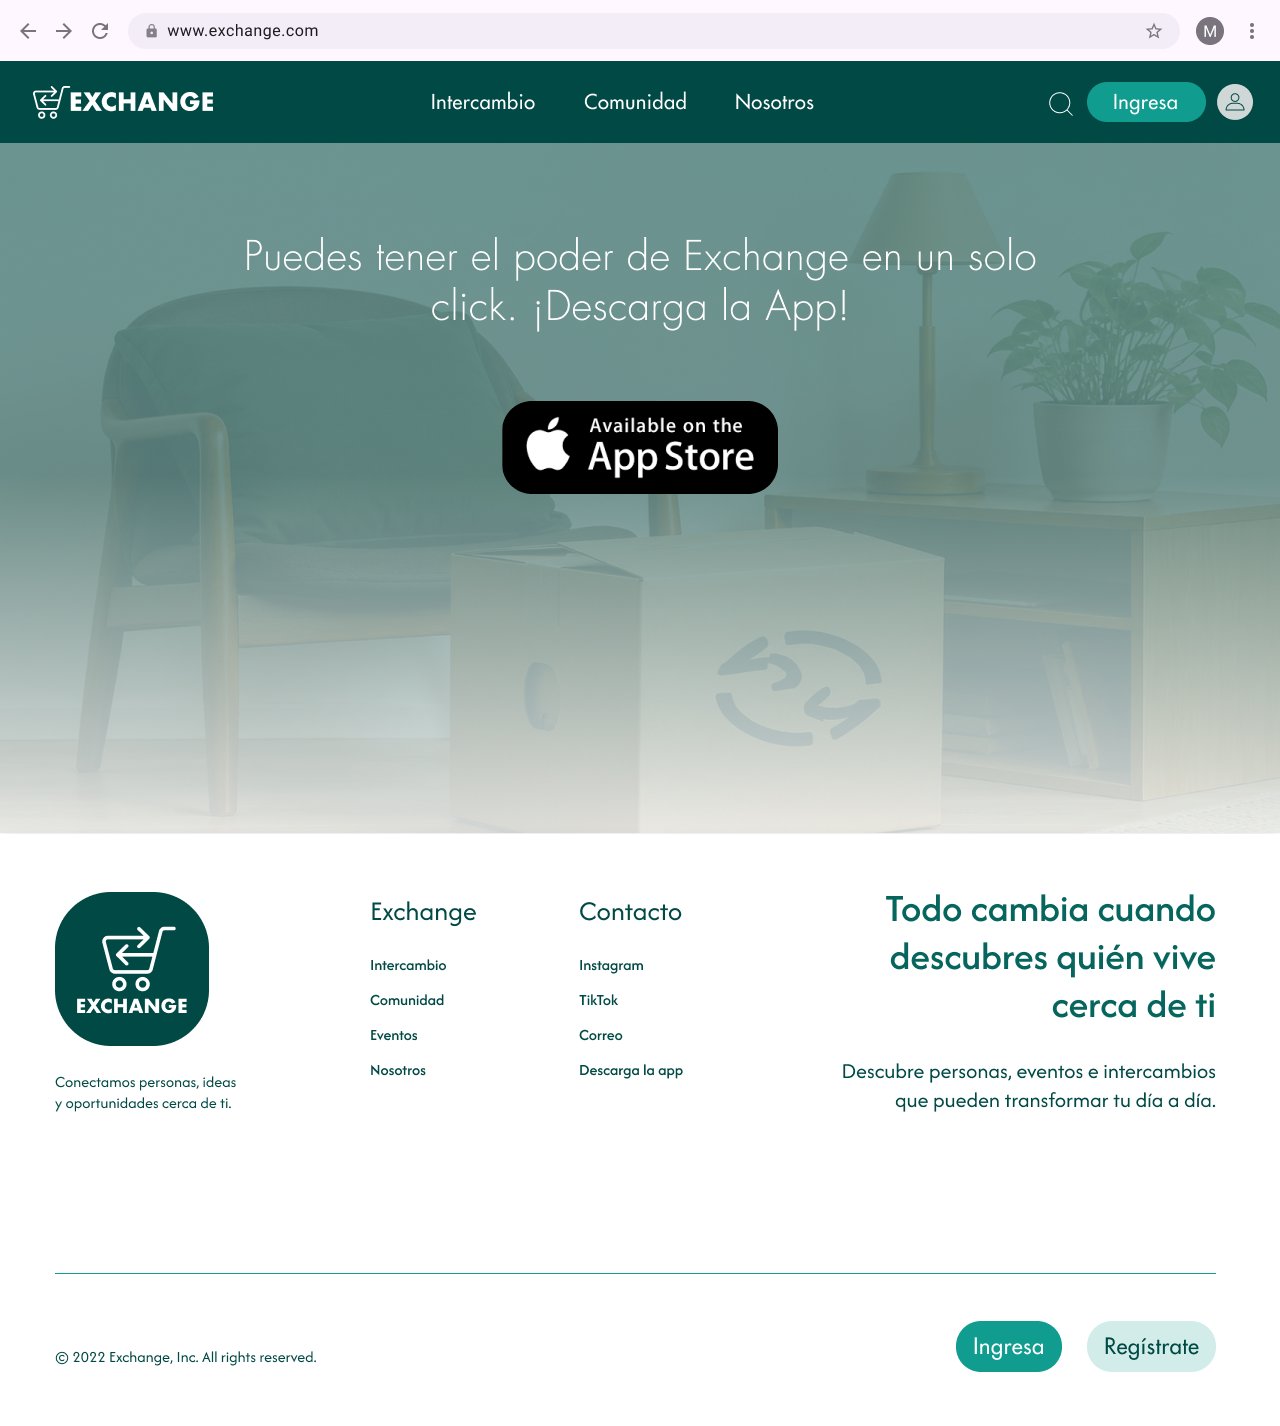 www.exchange.com
M
EXCHANGE
Intercambio
Comunidad
Nosotros
Ingresa
Puedes tener el poder de Exchange en un solo
click. ¡Descarga la App!
Available on the
App Store
EXCHANGE
Conectamos personas, ideas
y oportunidades cerca de ti.
Exchange
Intercambio
Comunidad
Eventos
Nosotros
Contacto
Instagram
TikTok
Correo
Descarga la app
Todo cambia cuando
descubres quién vive
cerca de ti
Descubre personas, eventos e intercambios
que pueden transformar tu día a día.
© 2022 Exchange, Inc. All rights reserved.
Ingresa
Regístrate